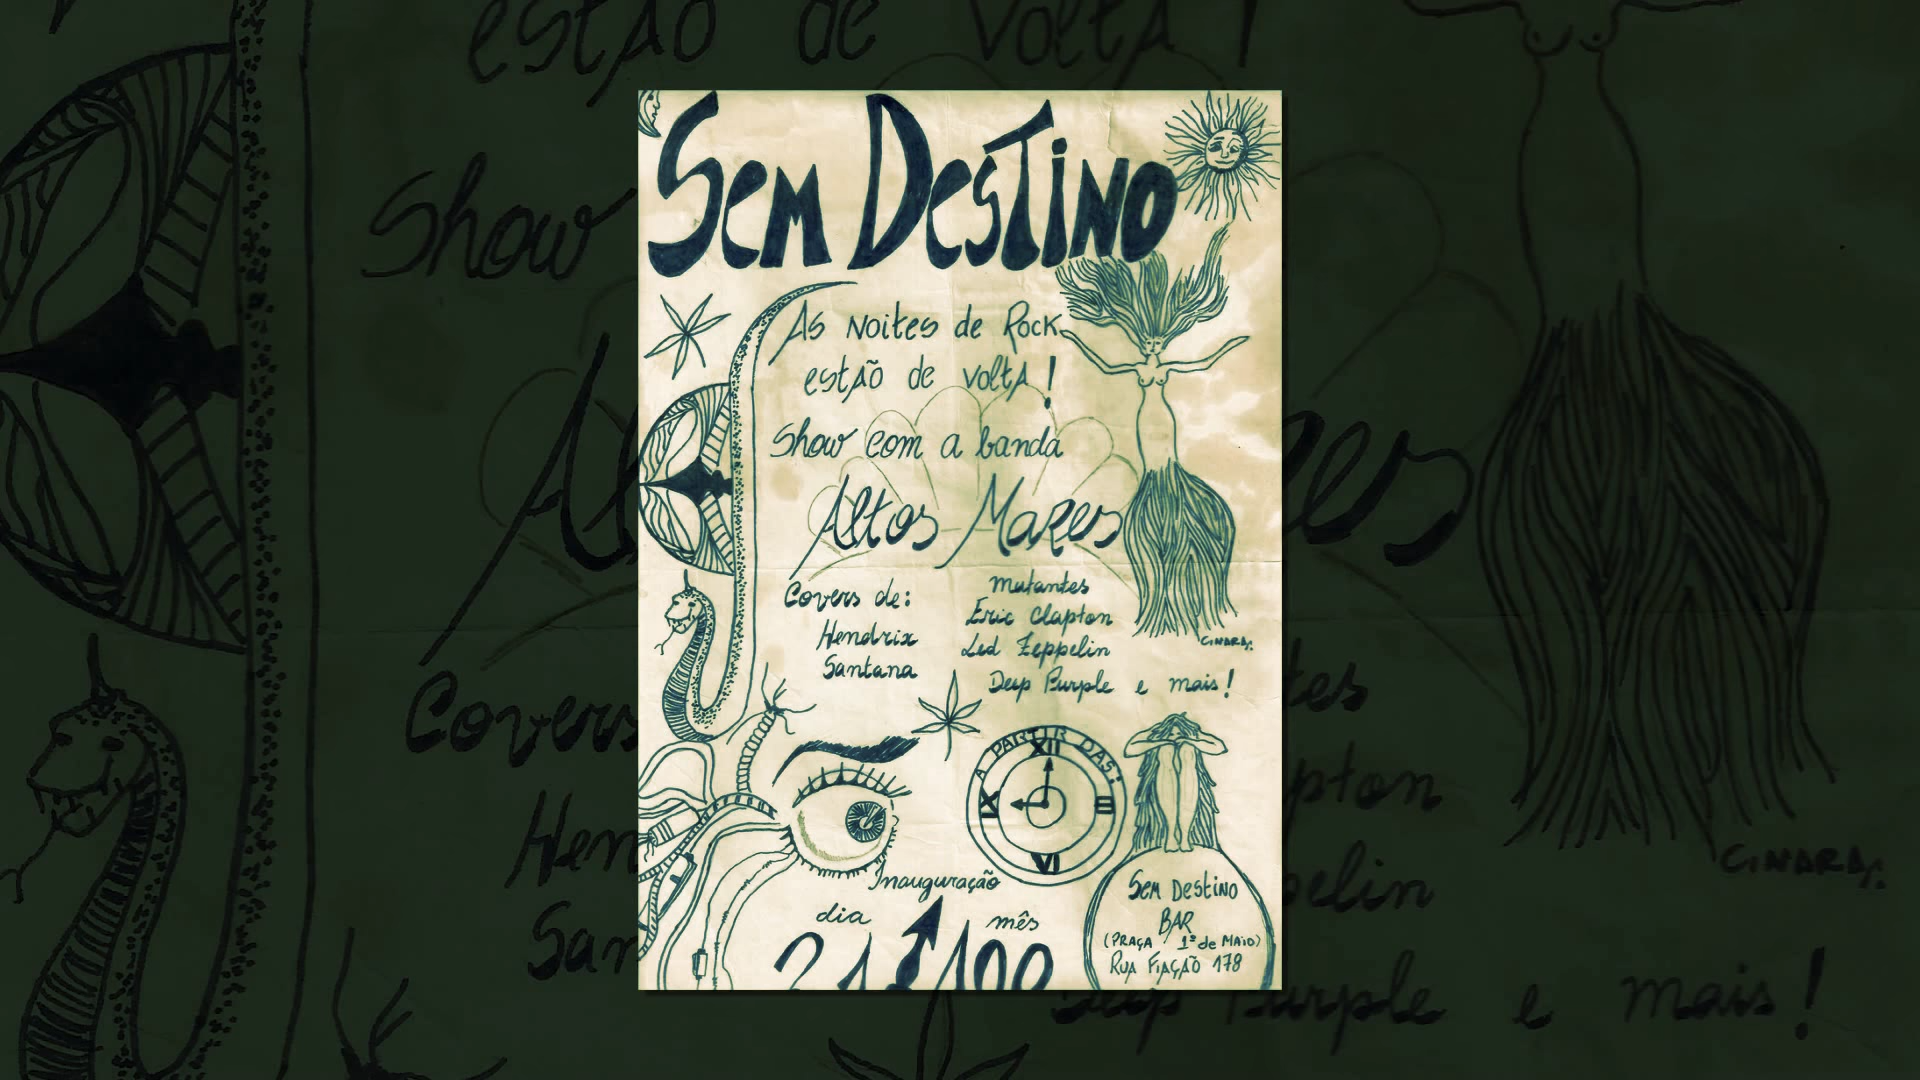 Sem Destino
As Noites de Rock
estão de volta!
Show com a banda
Altos Mares
Covers de:
Hendrix
Santana
Mutantes
Eric Clapton
Led Zeppelin
Deep Purple e mais!
CINARA
A PARTIR DAS:
XII
IX III
VI
Inauguração
dia mês
Sem Destino
BAR
(PRAÇA 1º de MAIO)
RUA FIAÇÃO 178